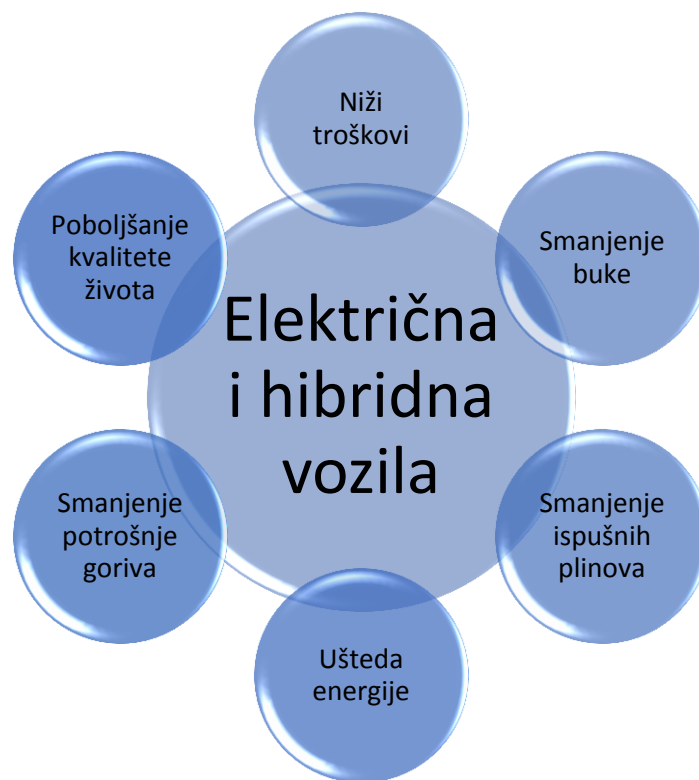 Niži
troškovi
Poboljšanje
kvalitete
života
Smanjenje
buke
Električna
i hibridna
vozila
Smanjenje
potrošnje
goriva
Smanjenje
ispušnih
plinova
Ušteda
energije